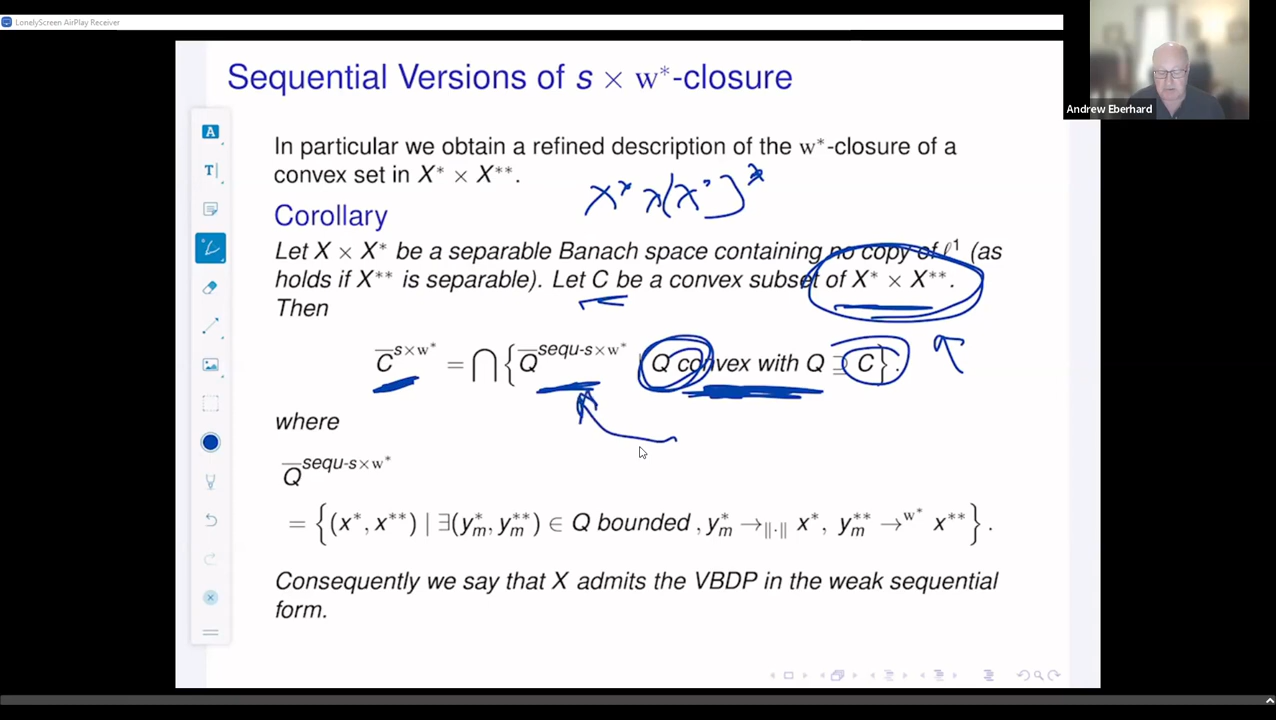 LonelyScreen AirPlay Receiver
Andrew Eberhard
Sequential Versions of s × w*-closure
In particular we obtain a refined description of the w*-closure of a
convex set in X* × X**.
X* × (X*)*
Corollary
Let X × X* be a separable Banach space containing no copy of ℓ¹ (as
holds if X** is separable). Let C be a convex subset of X* × X**.
Then
C̅^{s×w*} = ⋂ { Q̅^{sequ-s×w*} | Q convex with Q ⊇ C } .
where
Q̅^{sequ-s×w*}
= { (x*, x**) | ∃(y*_m, y**_m) ∈ Q bounded , y*_m →_{‖·‖} x*, y**_m →^{w*} x** } .
Consequently we say that X admits the VBDP in the weak sequential
form.